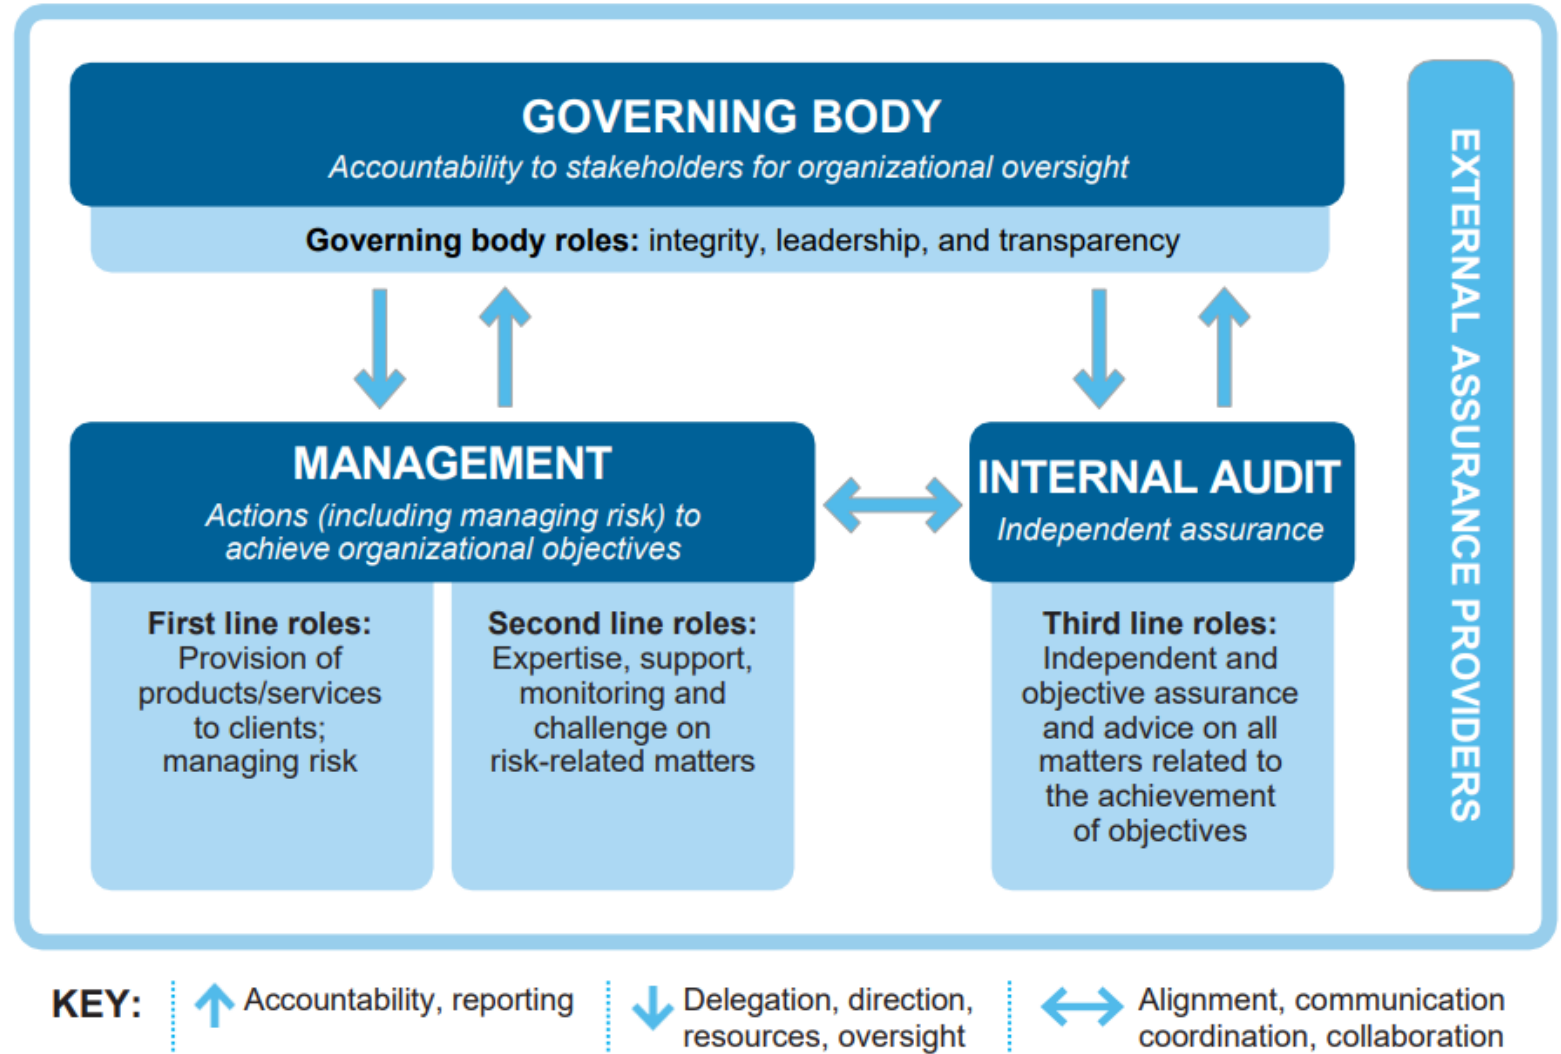 GOVERNING BODY
Accountability to stakeholders for organizational oversight
Governing body roles: integrity, leadership, and transparency
MANAGEMENT
Actions (including managing risk) to
achieve organizational objectives
First line roles:
Provision of
products/services
to clients;
managing risk
Second line roles:
Expertise, support,
monitoring and
challenge on
risk-related matters
INTERNAL AUDIT
Independent assurance
Third line roles:
Independent and
objective assurance
and advice on all
matters related to
the achievement
of objectives
EXTERNAL ASSURANCE PROVIDERS
KEY:
Accountability, reporting
Delegation, direction,
resources, oversight
Alignment, communication
coordination, collaboration